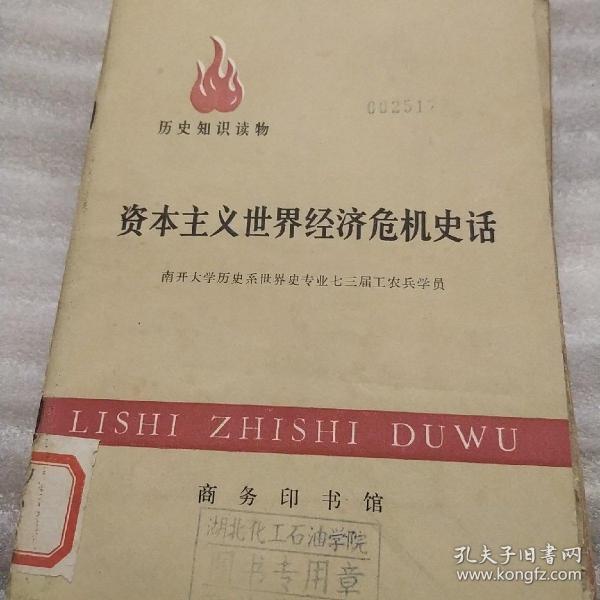 历史知识读物
002517
资本主义世界经济危机史话
南开大学历史系世界史专业七三届工农兵学员
LISHI ZHISHI DUWU
商务印书馆
湖北化工石油学院
图书专用章
孔夫子旧书网
www.kongfz.com